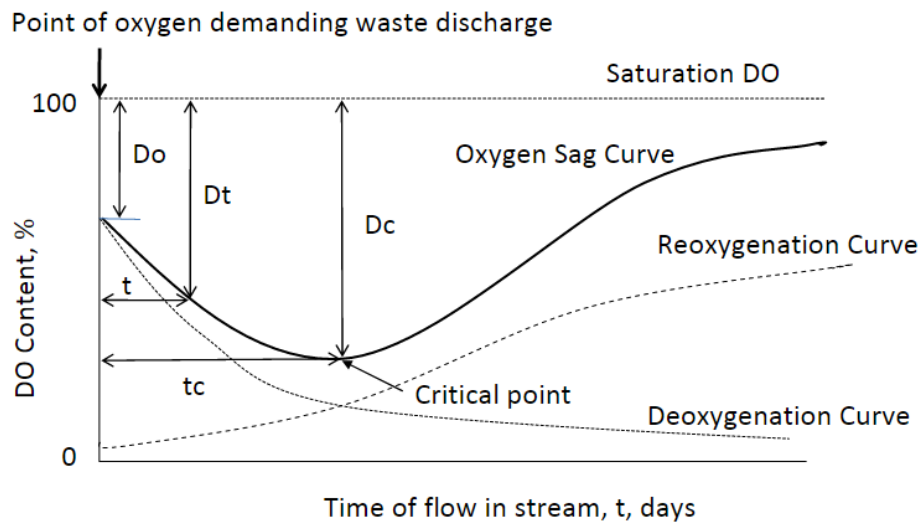 Point of oxygen demanding waste discharge
Saturation DO
100
Do
Oxygen Sag Curve
Dt
Dc
Reoxygenation Curve
t
DO Content, %
tc
Critical point
Deoxygenation Curve
0
Time of flow in stream, t, days